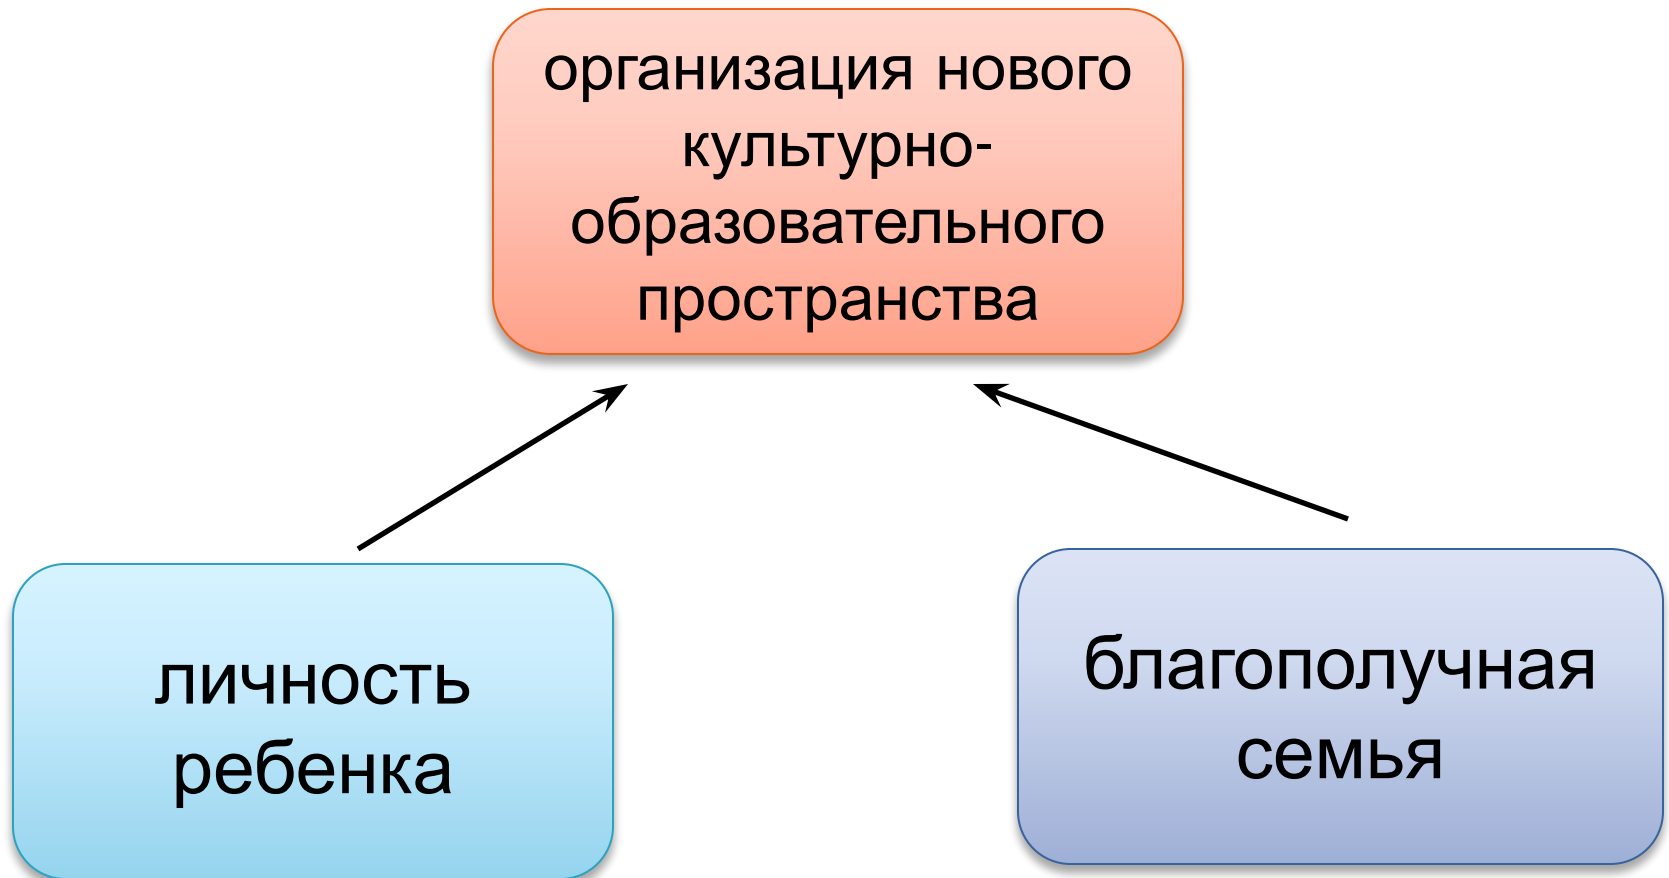 организация нового
культурно-
образовательного
пространства
личность
ребенка
благополучная
семья